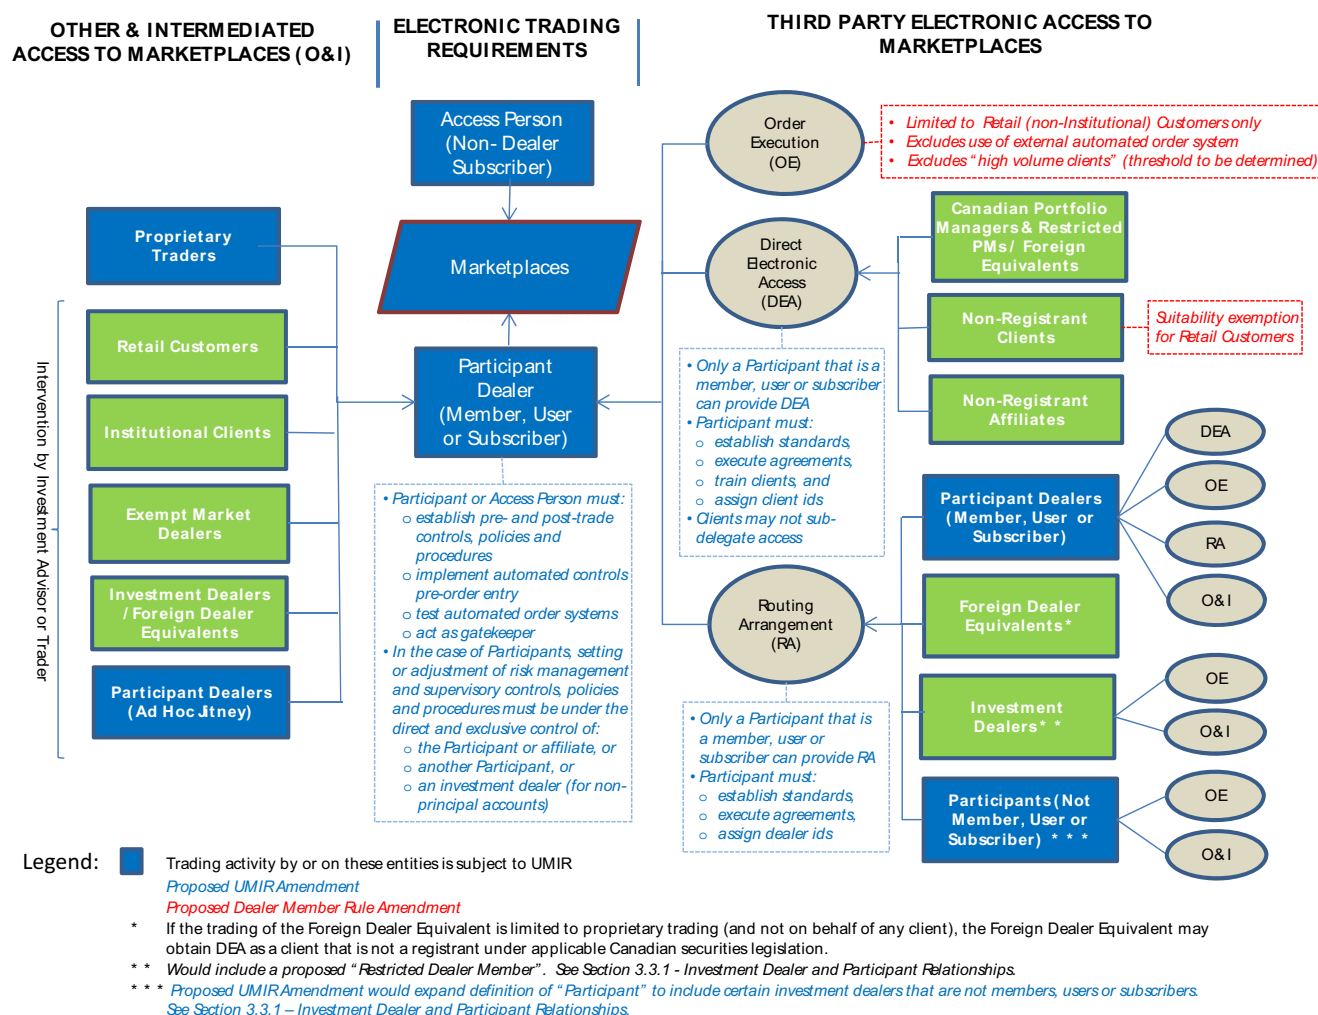 OTHER & INTERMEDIATED
ACCESS TO MARKETPLACES (O&I)
ELECTRONIC TRADING
REQUIREMENTS
THIRD PARTY ELECTRONIC ACCESS TO
MARKETPLACES
Access Person
(Non- Dealer
Subscriber)
Marketplaces
Participant
Dealer
(Member, User
or Subscriber)
Proprietary
Traders
Retail Customers
Institutional Clients
Exempt Market
Dealers
Investment Dealers
/ Foreign Dealer
Equivalents
Participant Dealers
(Ad Hoc Jitney)
Intervention by Investment Advisor or Trader
• Participant or Access Person must:
o establish pre- and post-trade
controls, policies and
procedures
o implement automated controls
pre-order entry
o test automated order systems
o act as gatekeeper
• In the case of Participants, setting
or adjustment of risk management
and supervisory controls, policies
and procedures must be under the
direct and exclusive control of:
o the Participant or affiliate, or
o another Participant, or
o an investment dealer (for non-
principal accounts)
Order
Execution
(OE)
• Limited to Retail (non-Institutional) Customers only
• Excludes use of external automated order system
• Excludes "high volume clients" (threshold to be determined)
Direct
Electronic
Access
(DEA)
Canadian Portfolio
Managers & Restricted
PMs / Foreign
Equivalents
Non-Registrant
Clients
Suitability exemption
for Retail Customers
Non-Registrant
Affiliates
• Only a Participant that is a
member, user or subscriber
can provide DEA
• Participant must:
o establish standards,
o execute agreements,
o train clients, and
o assign client ids
• Clients may not sub-
delegate access
Routing
Arrangement
(RA)
• Only a Participant that is
a member, user or
subscriber can provide RA
• Participant must:
o establish standards,
o execute agreements,
o assign dealer ids
Participant Dealers
(Member, User or
Subscriber)
DEA
OE
RA
O&I
Foreign Dealer
Equivalents *
Investment
Dealers * *
OE
O&I
Participants (Not
Member, User or
Subscriber) * * *
OE
O&I
Legend:
Trading activity by or on these entities is subject to UMIR
Proposed UMIR Amendment
Proposed Dealer Member Rule Amendment
* If the trading of the Foreign Dealer Equivalent is limited to proprietary trading (and not on behalf of any client), the Foreign Dealer Equivalent may
obtain DEA as a client that is not a registrant under applicable Canadian securities legislation.
* * Would include a proposed "Restricted Dealer Member". See Section 3.3.1 - Investment Dealer and Participant Relationships.
* * * Proposed UMIR Amendment would expand definition of "Participant" to include certain investment dealers that are not members, users or subscribers.
See Section 3.3.1 – Investment Dealer and Participant Relationships.